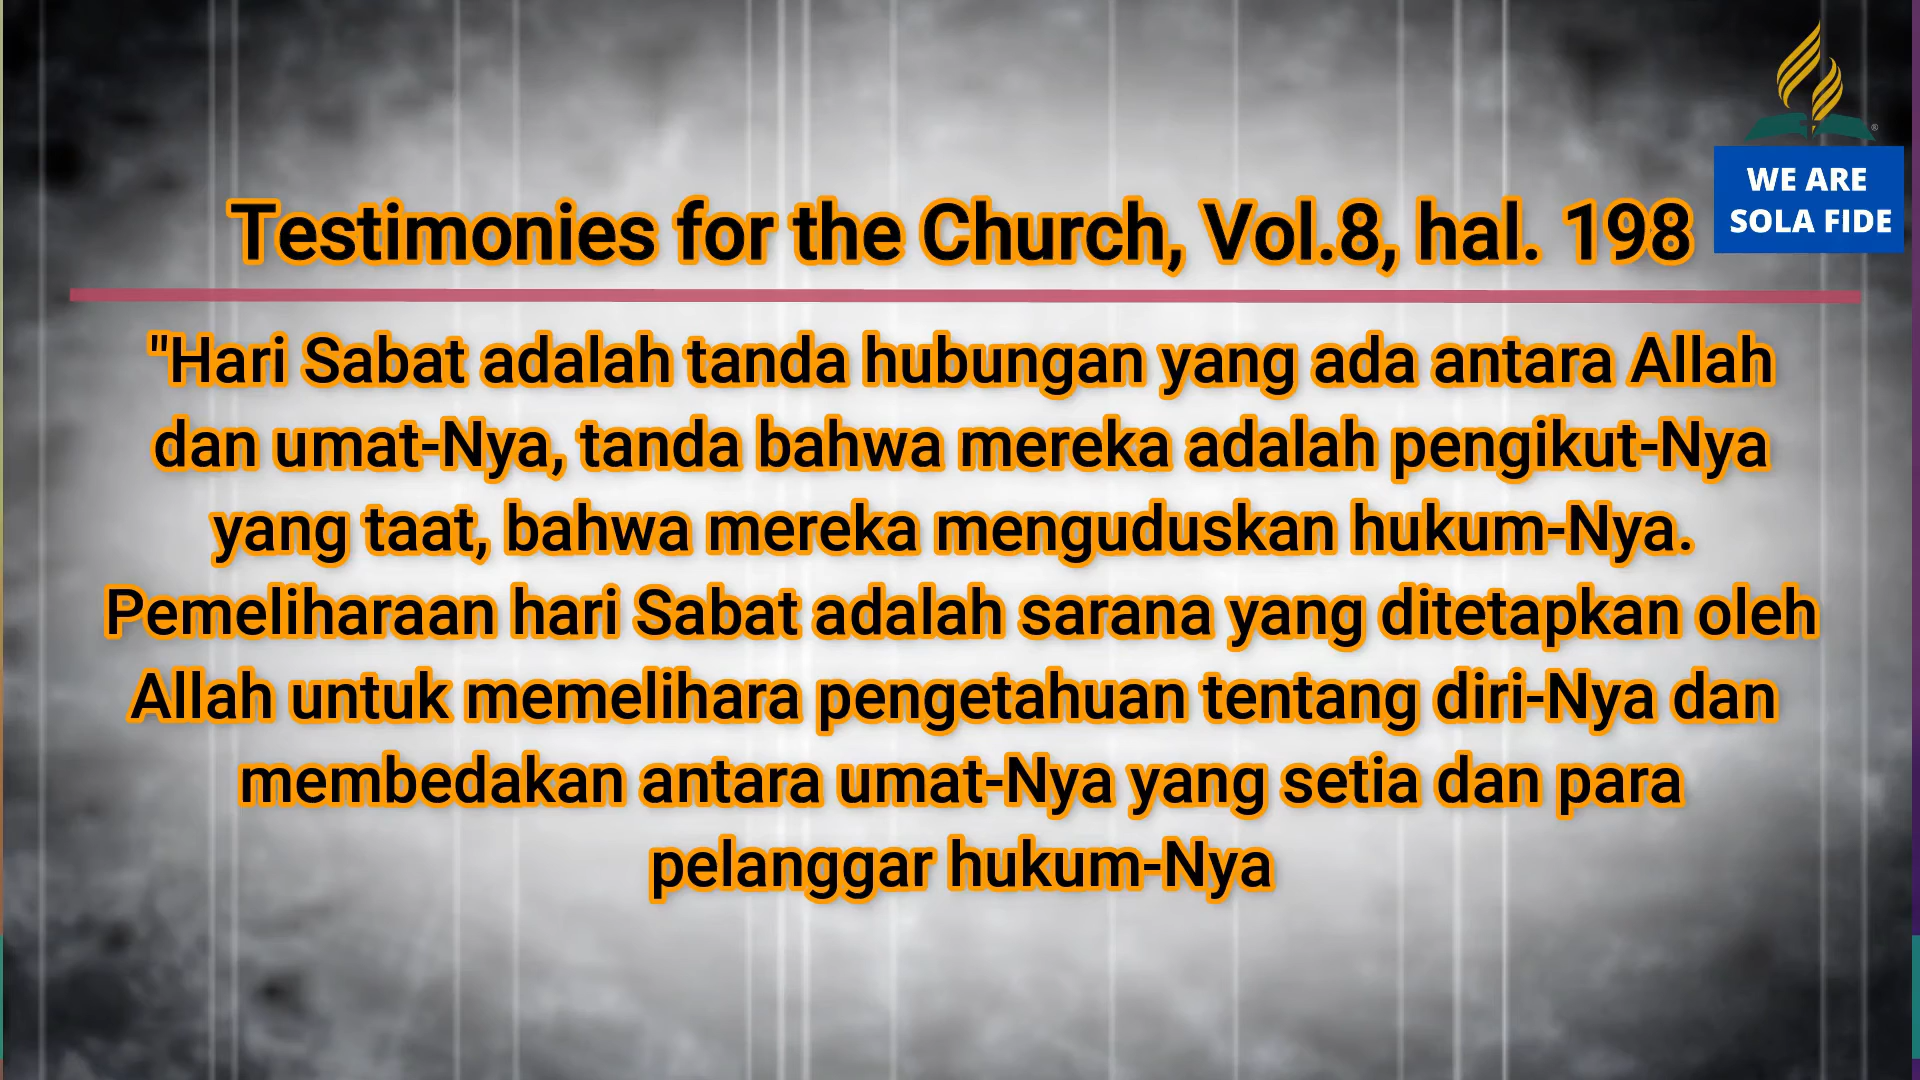 WE ARE
SOLA FIDE
Testimonies for the Church, Vol.8, hal. 198
"Hari Sabat adalah tanda hubungan yang ada antara Allah
dan umat-Nya, tanda bahwa mereka adalah pengikut-Nya
yang taat, bahwa mereka menguduskan hukum-Nya.
Pemeliharaan hari Sabat adalah sarana yang ditetapkan oleh
Allah untuk memelihara pengetahuan tentang diri-Nya dan
membedakan antara umat-Nya yang setia dan para
pelanggar hukum-Nya